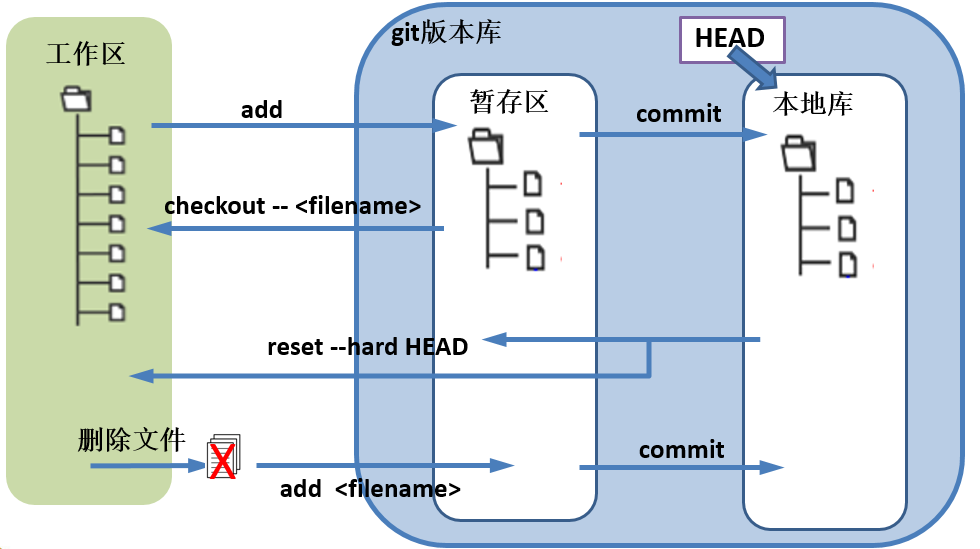 git版本库
HEAD
工作区
暂存区
本地库
add
commit
checkout -- <filename>
reset --hard HEAD
删除文件
add <filename>
commit